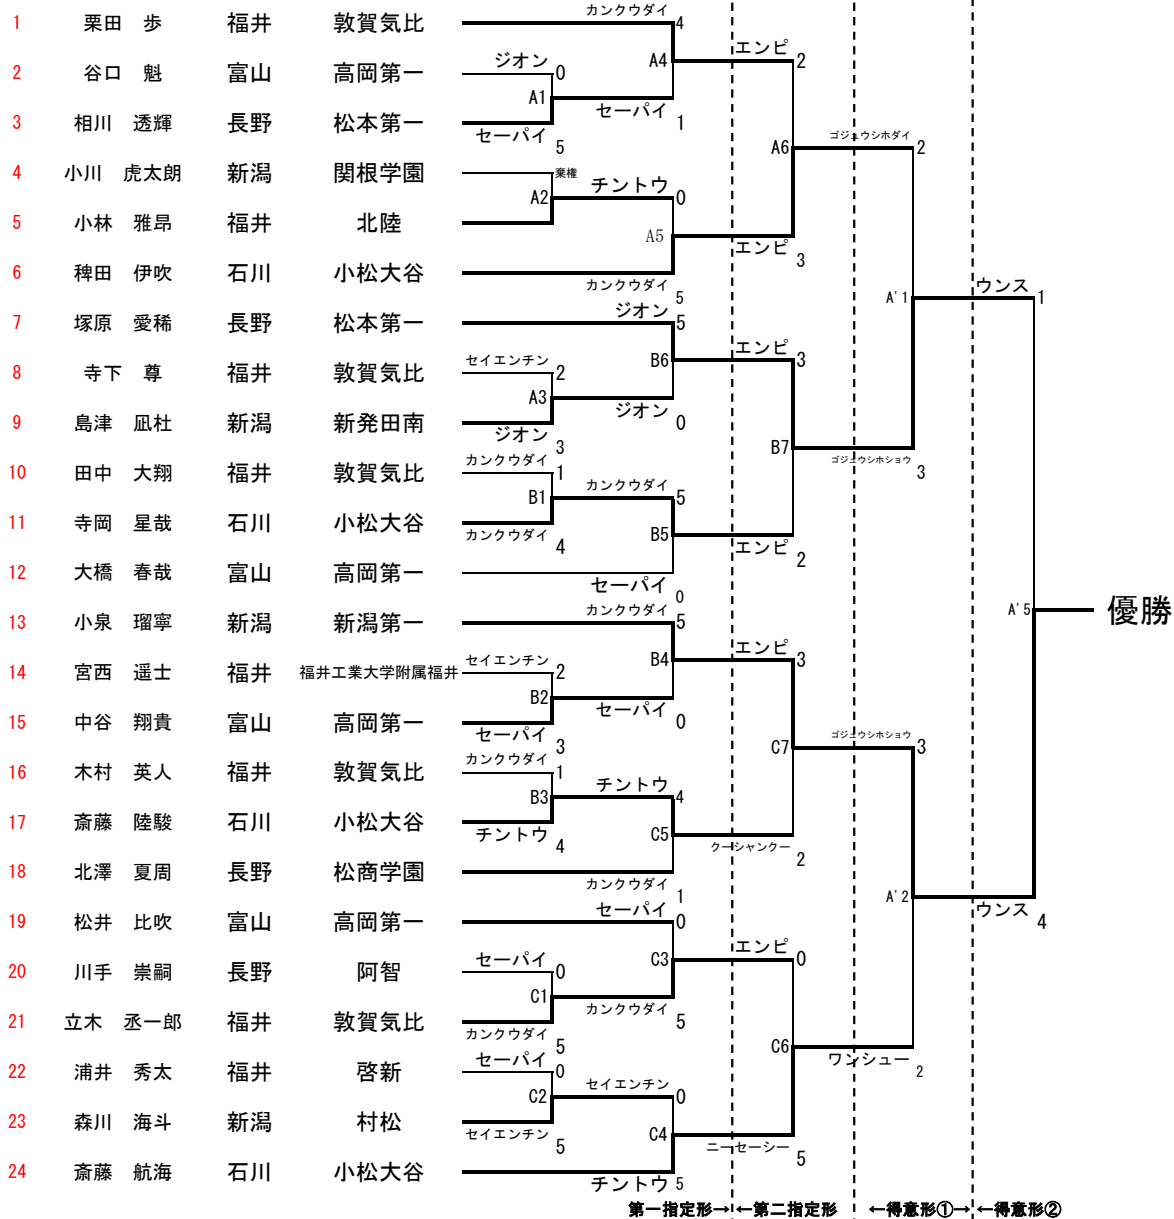 カンクウダイ
1 栗田 歩 福井 敦賀気比 4
エンピ
ジオン A4 2
2 谷口 魁 富山 高岡第一 0
A1
セーパイ
3 相川 透輝 長野 松本第一 1
セーパイ ゴジュウシホダイ
5 A6 2
4 小川 虎太朗 新潟 関根学園 棄権
チントウ
A2 0
5 小林 雅昂 福井 北陸
A5
エンピ
3
6 稗田 伊吹 石川 小松大谷
カンクウダイ ウンス
5 A'1 1
ジオン
7 塚原 愛稀 長野 松本第一 5
エンピ
セイエンチン B6 3
8 寺下 尊 福井 敦賀気比 2
A3
ジオン
9 島津 凪杜 新潟 新発田南 0
ジオン
3 B7
カンクウダイ ゴジュウシホショウ
10 田中 大翔 福井 敦賀気比 1 3
カンクウダイ
B1 5
11 寺岡 星哉 石川 小松大谷
カンクウダイ B5
4 エンピ
2
12 大橋 春哉 富山 高岡第一
セーパイ
0
カンクウダイ A'5 優勝
13 小泉 瑠寧 新潟 新潟第一 5
エンピ
セイエンチン B4 3
14 宮西 遥士 福井 福井工業大学附属福井 2
B2
セーパイ
15 中谷 翔貴 富山 高岡第一 0
セーパイ ゴジュウシホショウ
3 C7 3
カンクウダイ
16 木村 英人 福井 敦賀気比 1
チントウ
B3 4
17 斎藤 陸駿 石川 小松大谷
チントウ C5
4 クーシャンクー
2
18 北澤 夏周 長野 松商学園
カンクウダイ
1 A'2
セーパイ ウンス
19 松井 比吹 富山 高岡第一 0 4
エンピ
セーパイ C3 0
20 川手 崇嗣 長野 阿智 0
C1
カンクウダイ
21 立木 丞一郎 福井 敦賀気比 5
カンクウダイ
5 C6
セーパイ ワンシュー
22 浦井 秀太 福井 啓新 0 2
セイエンチン
C2 0
23 森川 海斗 新潟 村松
セイエンチン C4
5 ニーセーシー
5
24 斎藤 航海 石川 小松大谷
チントウ 5
第一指定形→ ←第二指定形 ←得意形①→ ←得意形②